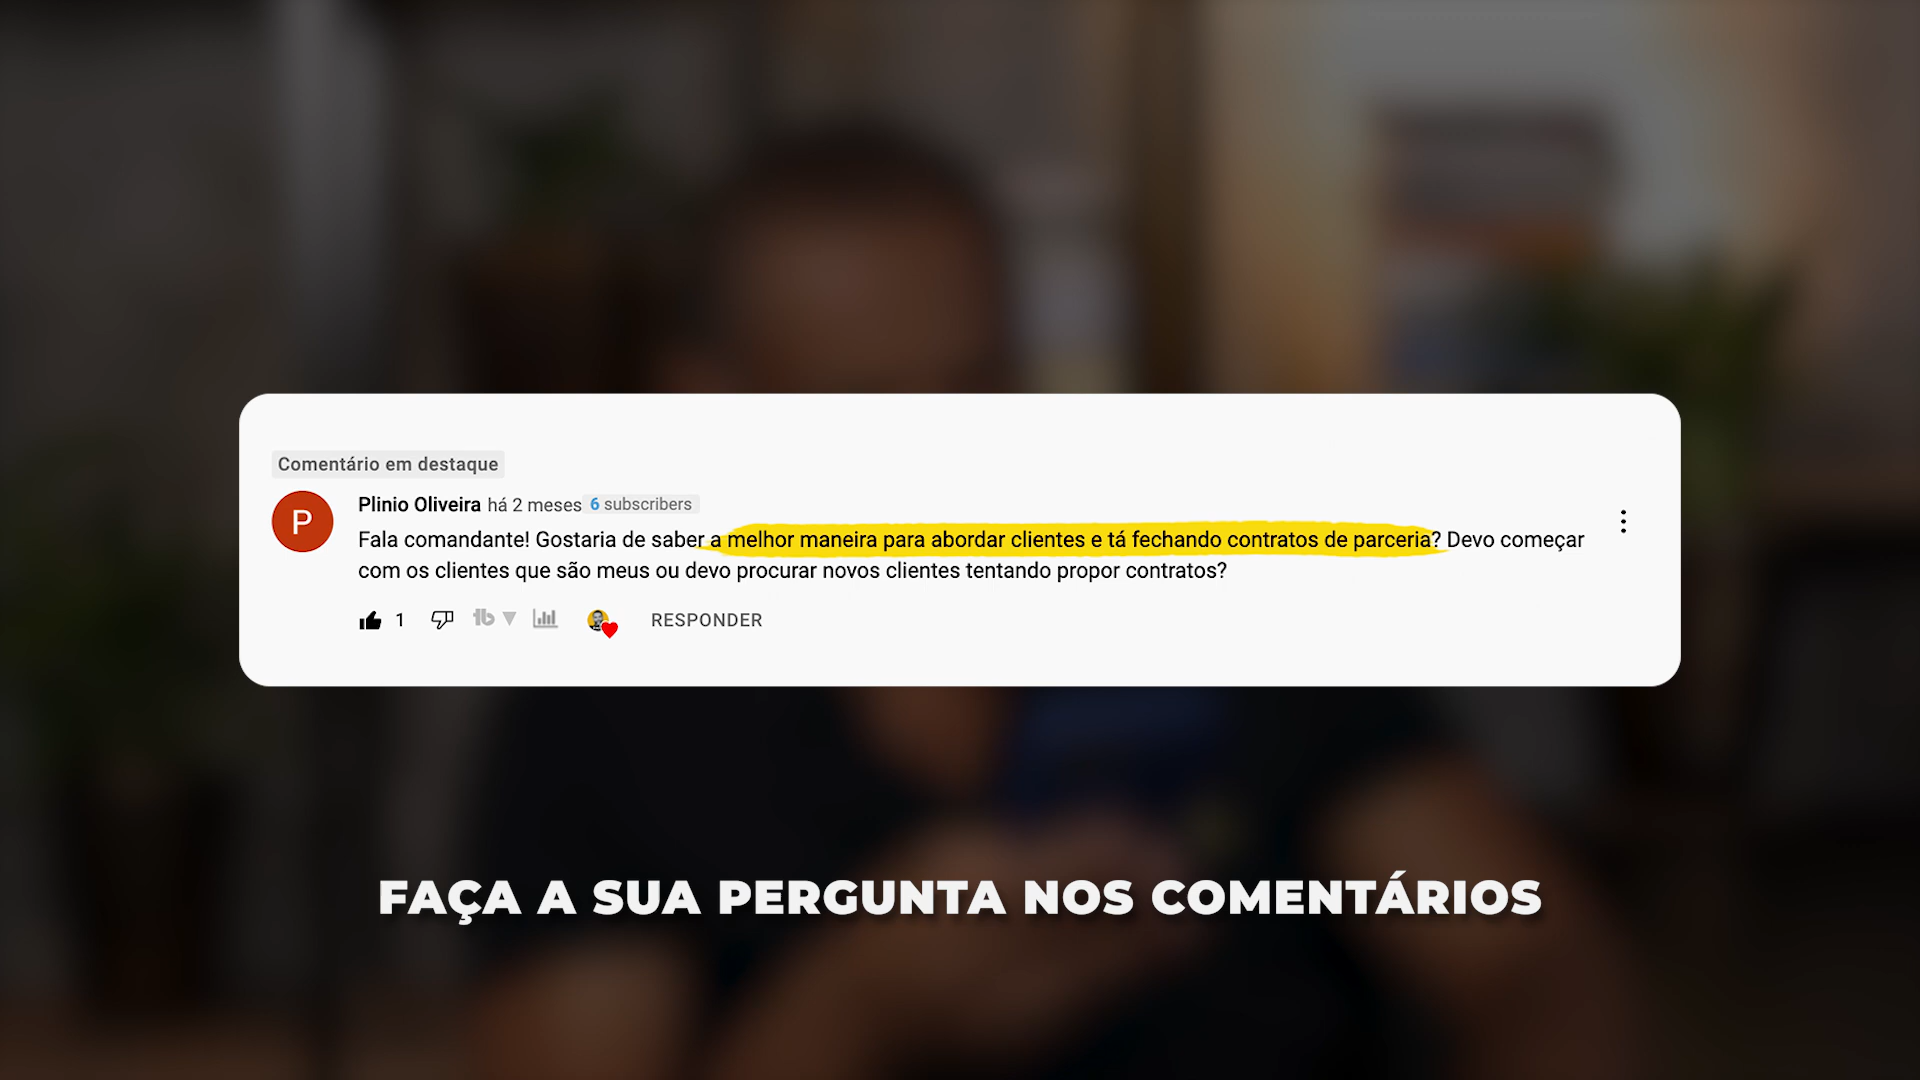 Comentário em destaque
P
Plinio Oliveira há 2 meses 6 subscribers
Fala comandante! Gostaria de saber a melhor maneira para abordar clientes e tá fechando contratos de parceria? Devo começar
com os clientes que são meus ou devo procurar novos clientes tentando propor contratos?
1 tb RESPONDER
FAÇA A SUA PERGUNTA NOS COMENTÁRIOS